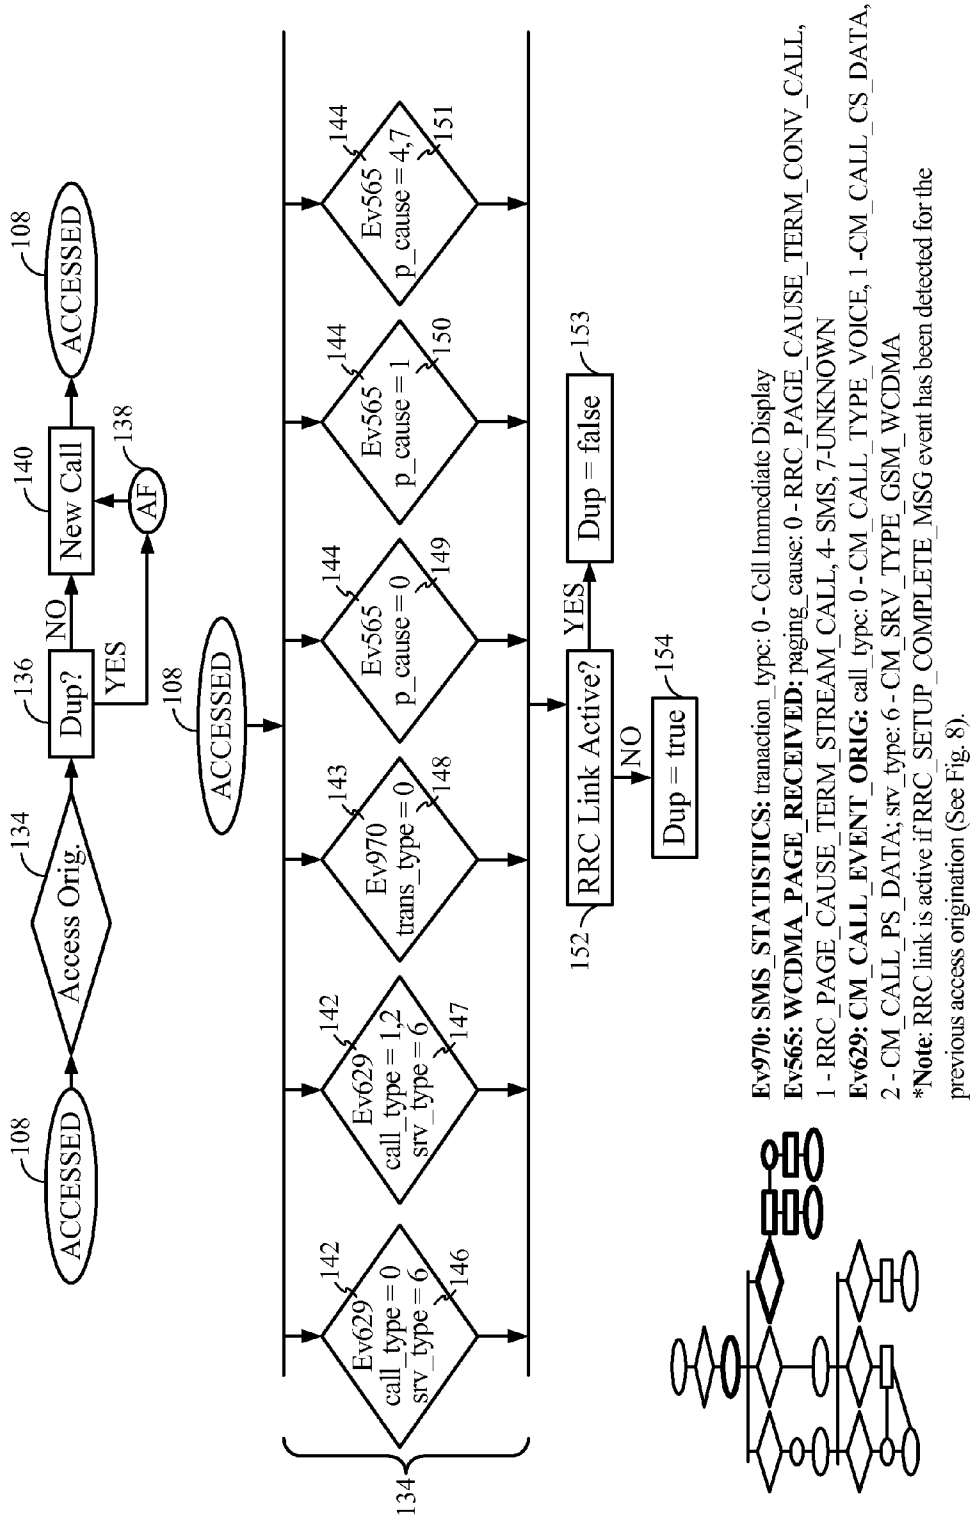 108
ACCESSED
134
Access Orig.
136
Dup?
NO
YES
140
New Call
138
AF
108
ACCESSED
108
ACCESSED
134
142
Ev629
call_type = 0
srv_type = 6
146
142
Ev629
call_type = 1,2
srv_type = 6
147
143
Ev970
trans_type = 0
148
144
Ev565
p_cause = 0
149
144
Ev565
p_cause = 1
150
144
Ev565
p_cause = 4,7
151
152
RRC Link Active?
YES
153
Dup = false
NO
154
Dup = true
Ev970: SMS_STATISTICS: tranaction_type: 0 - Cell Immediate Display
Ev565: WCDMA_PAGE_RECEIVED: paging_cause: 0 - RRC_PAGE_CAUSE_TERM_CONV_CALL,
1 - RRC_PAGE_CAUSE_TERM_STREAM_CALL, 4- SMS, 7-UNKNOWN
Ev629: CM_CALL_EVENT_ORIG: call_type: 0 - CM_CALL_TYPE_VOICE, 1 -CM_CALL_CS_DATA,
2 - CM_CALL_PS_DATA; srv_type: 6 - CM_SRV_TYPE_GSM_WCDMA
*Note: RRC link is active if RRC_SETUP_COMPLETE_MSG event has been detected for the
previous access origination (See Fig. 8).